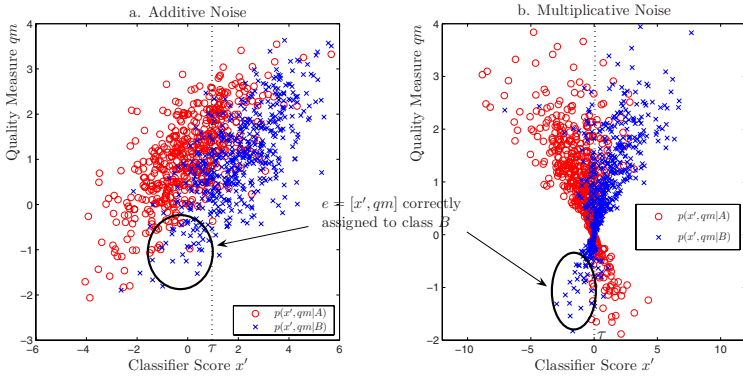 a. Additive Noise
4
3
2
1
0
−1
−2
−3
−6
−4
−2
0
τ
2
4
6
Quality Measure qm
Classifier Score x′
p(x′, qm|A)
p(x′, qm|B)
e = [x′, qm] correctly
assigned to class B
b. Multiplicative Noise
4
3
2
1
0
−1
−2
−10
−5
0
τ
5
10
Quality Measure qm
Classifier Score x′
p(x′, qm|A)
p(x′, qm|B)